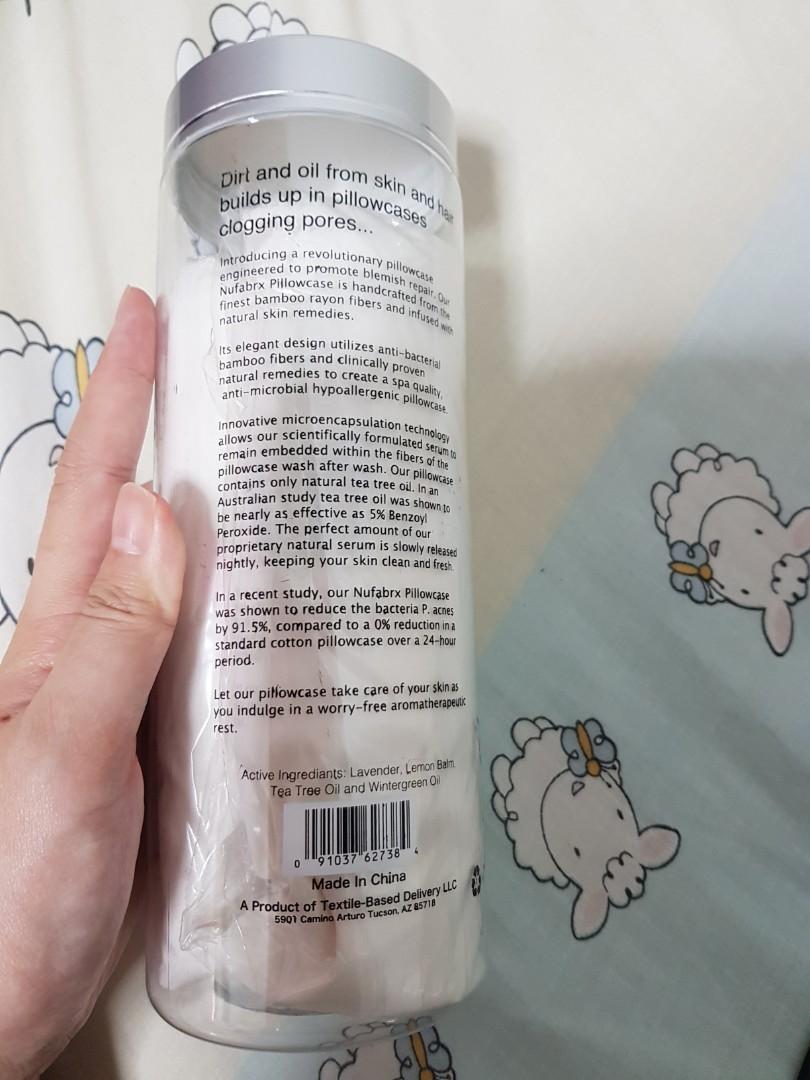 Dirt and oil from skin and hair
builds up in pillowcases
clogging pores...
Introducing a revolutionary pillowcase
engineered to promote blemish repair. Our
Nufabrx Pillowcase is handcrafted from the
finest bamboo rayon fibers and infused with
natural skin remedies.
Its elegant design utilizes anti-bacterial
bamboo fibers and clinically proven
natural remedies to create a spa quality,
anti-microbial hypoallergenic pillowcase.
Innovative microencapsulation technology
allows our scientifically formulated serum to
remain embedded within the fibers of the
pillowcase wash after wash. Our pillowcase
contains only natural tea tree oil. In an
Australian study tea tree oil was shown to
be nearly as effective as 5% Benzoyl
Peroxide. The perfect amount of our
proprietary natural serum is slowly released
nightly, keeping your skin clean and fresh.
In a recent study, our Nufabrx Pillowcase
was shown to reduce the bacteria P. acnes
by 91.5%, compared to a 0% reduction in a
standard cotton pillowcase over a 24-hour
period.
Let our pillowcase take care of your skin as
you indulge in a worry-free aromatherapeutic
rest.
Active Ingrediants: Lavender, Lemon Balm,
Tea Tree Oil and Wintergreen Oil
0 91037 62738 4
Made In China
A Product of Textile-Based Delivery LLC
5901 Camino Arturo Tucson, AZ 85718